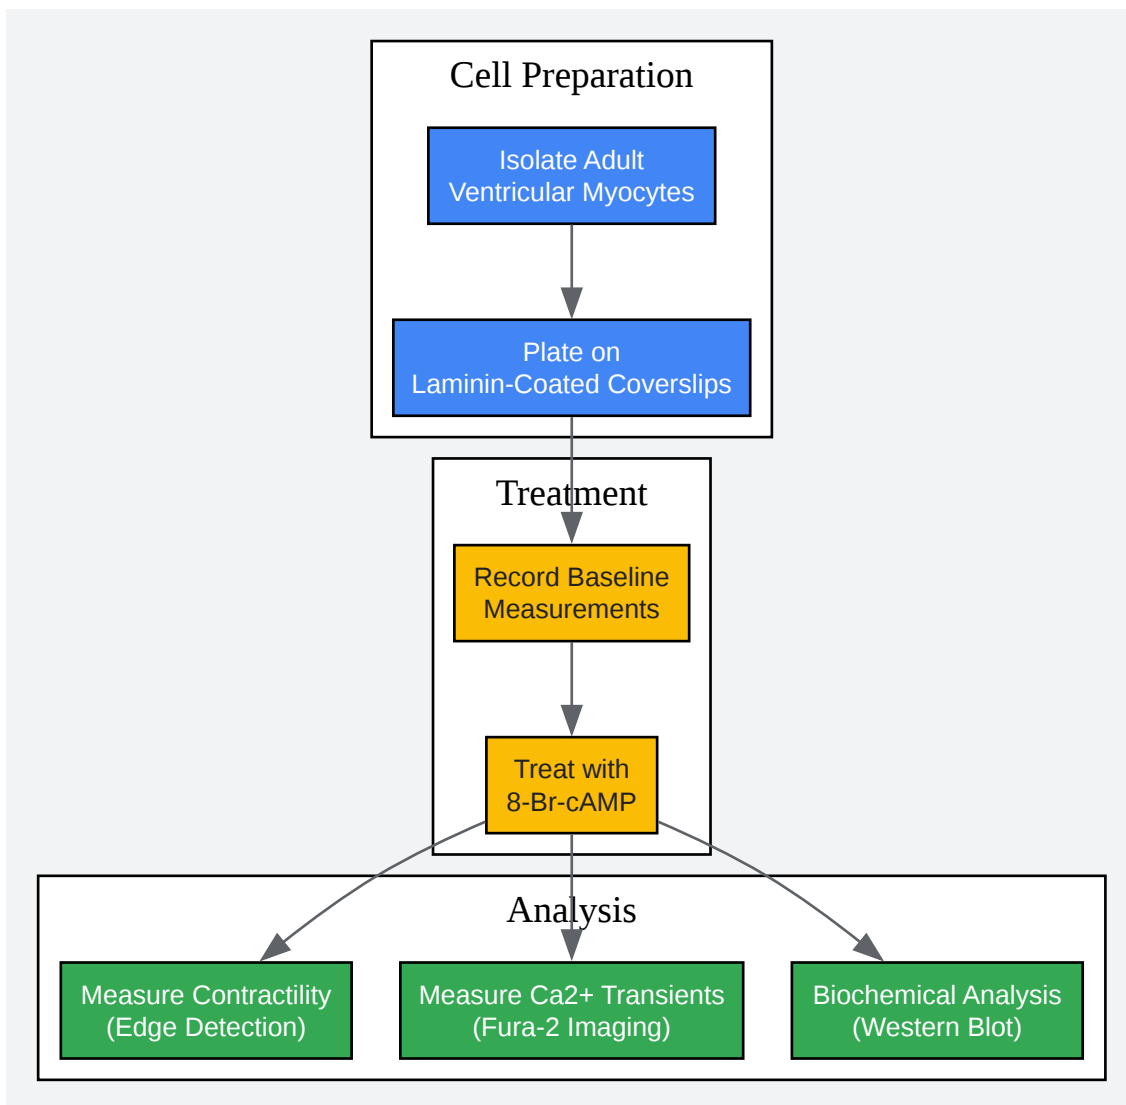 Cell Preparation
Isolate Adult
Ventricular Myocytes
Plate on
Laminin-Coated Coverslips
Treatment
Record Baseline
Measurements
Treat with
8-Br-cAMP
Analysis
Measure Contractility
(Edge Detection)
Measure Ca2+ Transients
(Fura-2 Imaging)
Biochemical Analysis
(Western Blot)